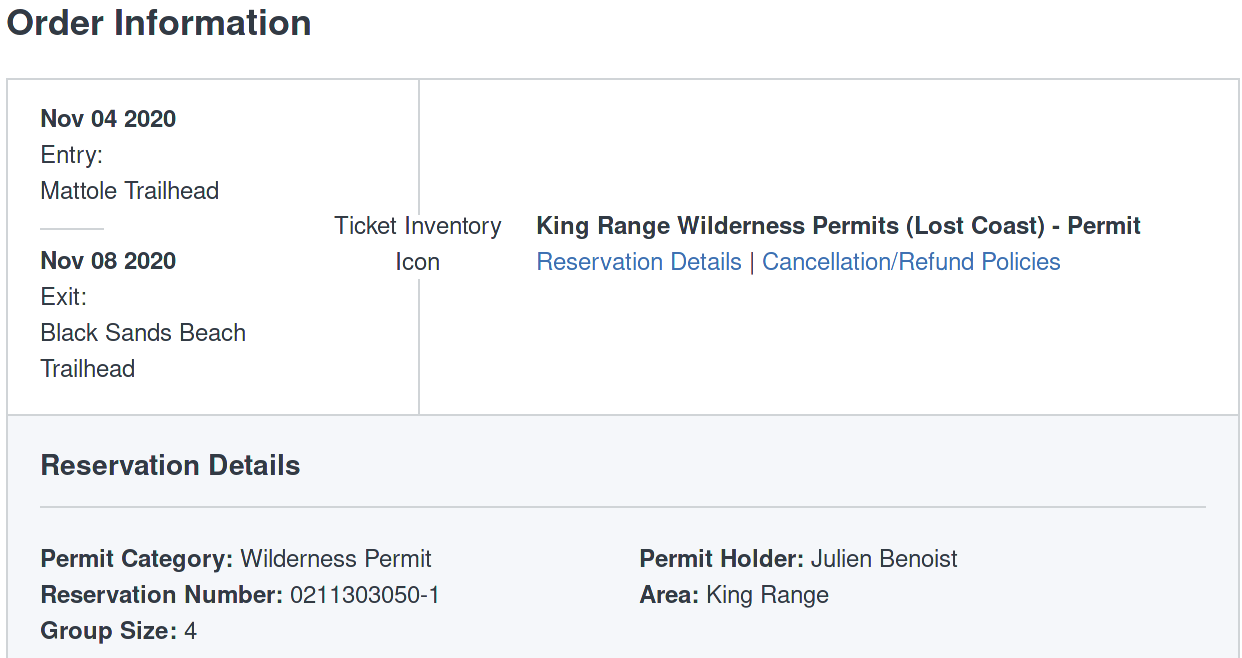 Order Information
Nov 04 2020
Entry:
Mattole Trailhead
Nov 08 2020
Exit:
Black Sands Beach
Trailhead
Ticket Inventory
Icon
King Range Wilderness Permits (Lost Coast) - Permit
Reservation Details | Cancellation/Refund Policies
Reservation Details
Permit Category: Wilderness Permit
Reservation Number: 0211303050-1
Group Size: 4
Permit Holder: Julien Benoist
Area: King Range